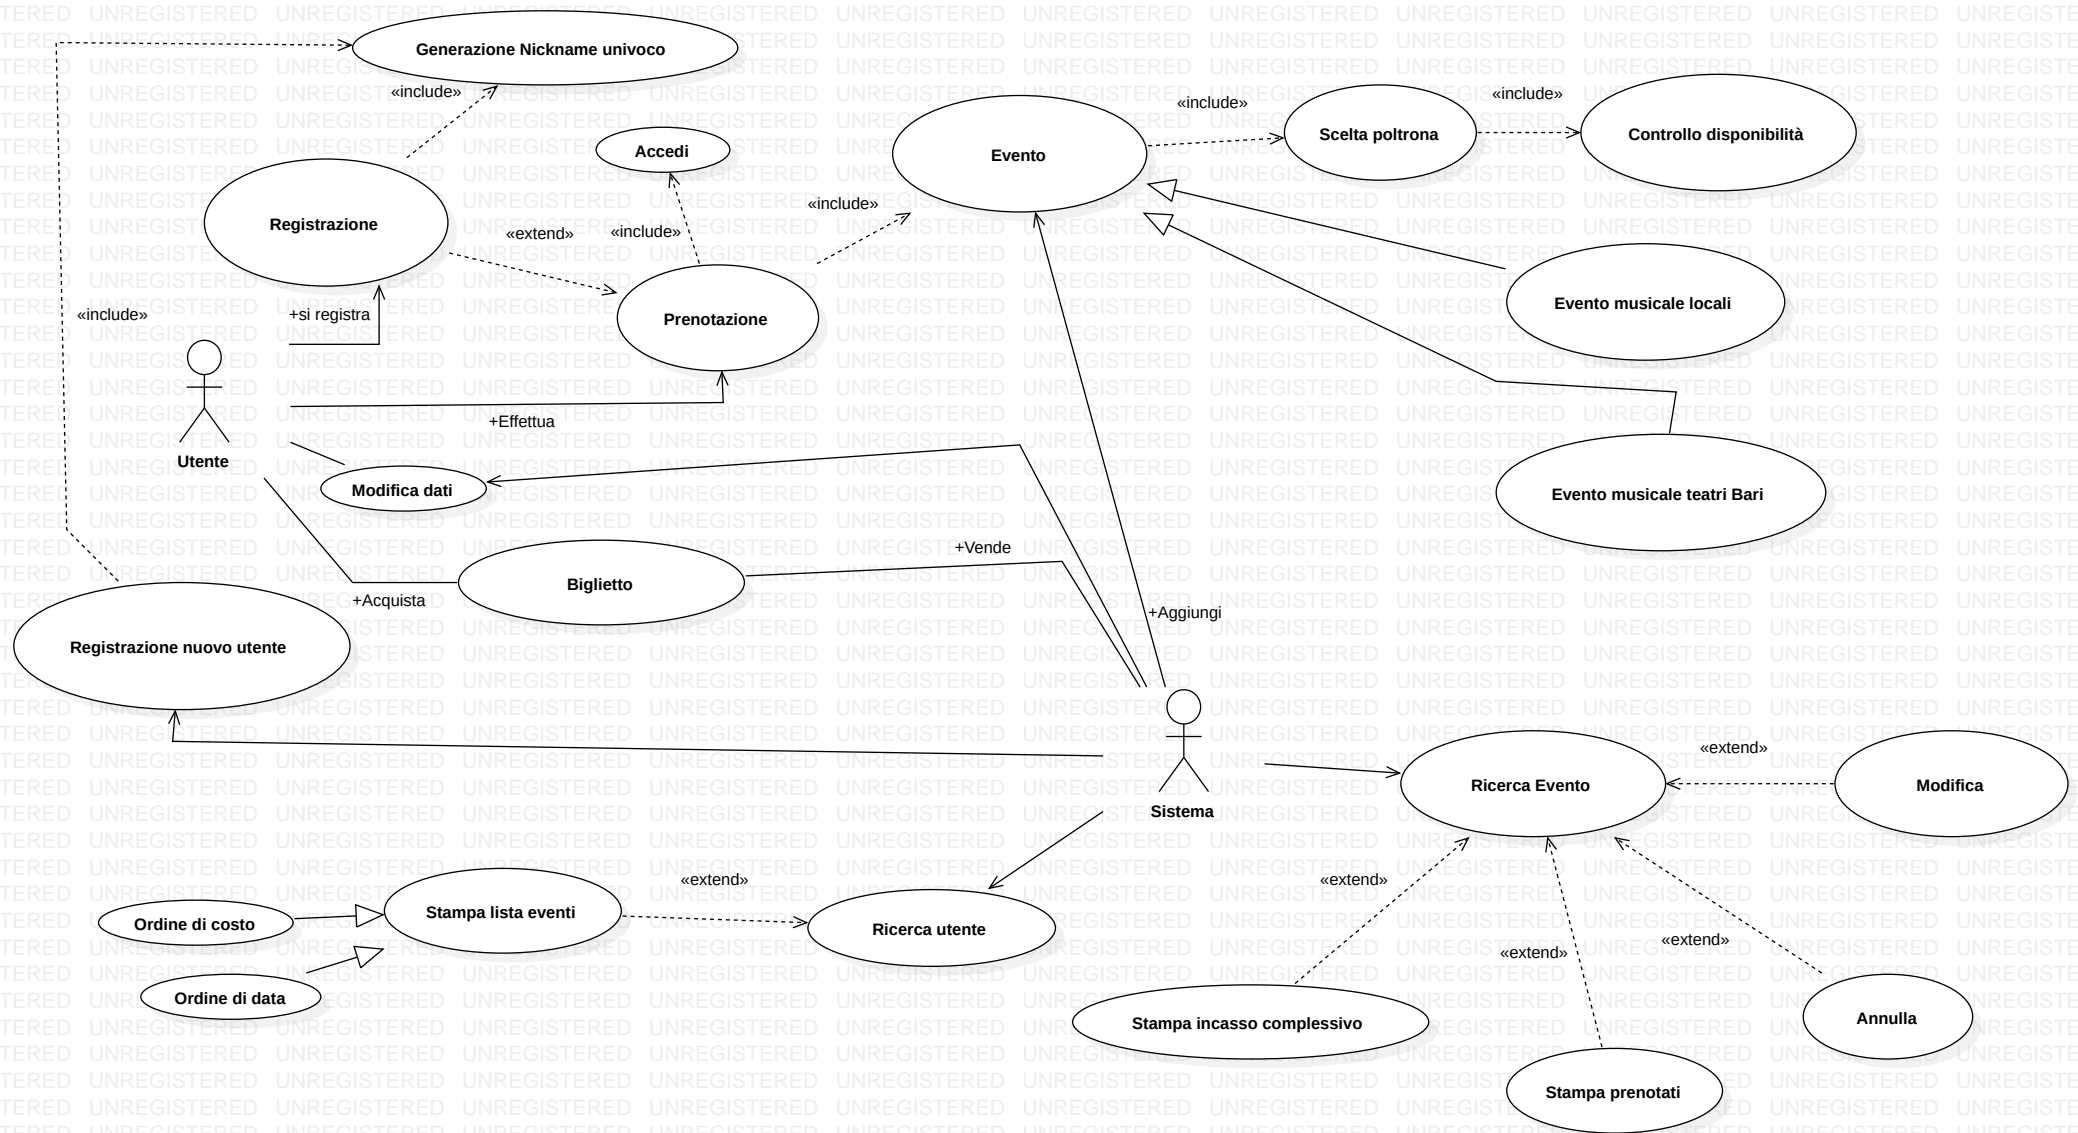 Generazione Nickname univoco
«include»
Accedi
Evento
«include»
Scelta poltrona
«include»
Controllo disponibilità
Registrazione
«extend»
«include»
«include»
Prenotazione
Evento musicale locali
«include»
+si registra
Utente
+Effettua
Modifica dati
Evento musicale teatri Bari
+Vende
Biglietto
+Acquista
+Aggiungi
Registrazione nuovo utente
Sistema
Ricerca Evento
«extend»
Modifica
Ordine di costo
Stampa lista eventi
«extend»
Ricerca utente
«extend»
«extend»
«extend»
Ordine di data
Stampa incasso complessivo
Annulla
Stampa prenotati
UNREGISTERED